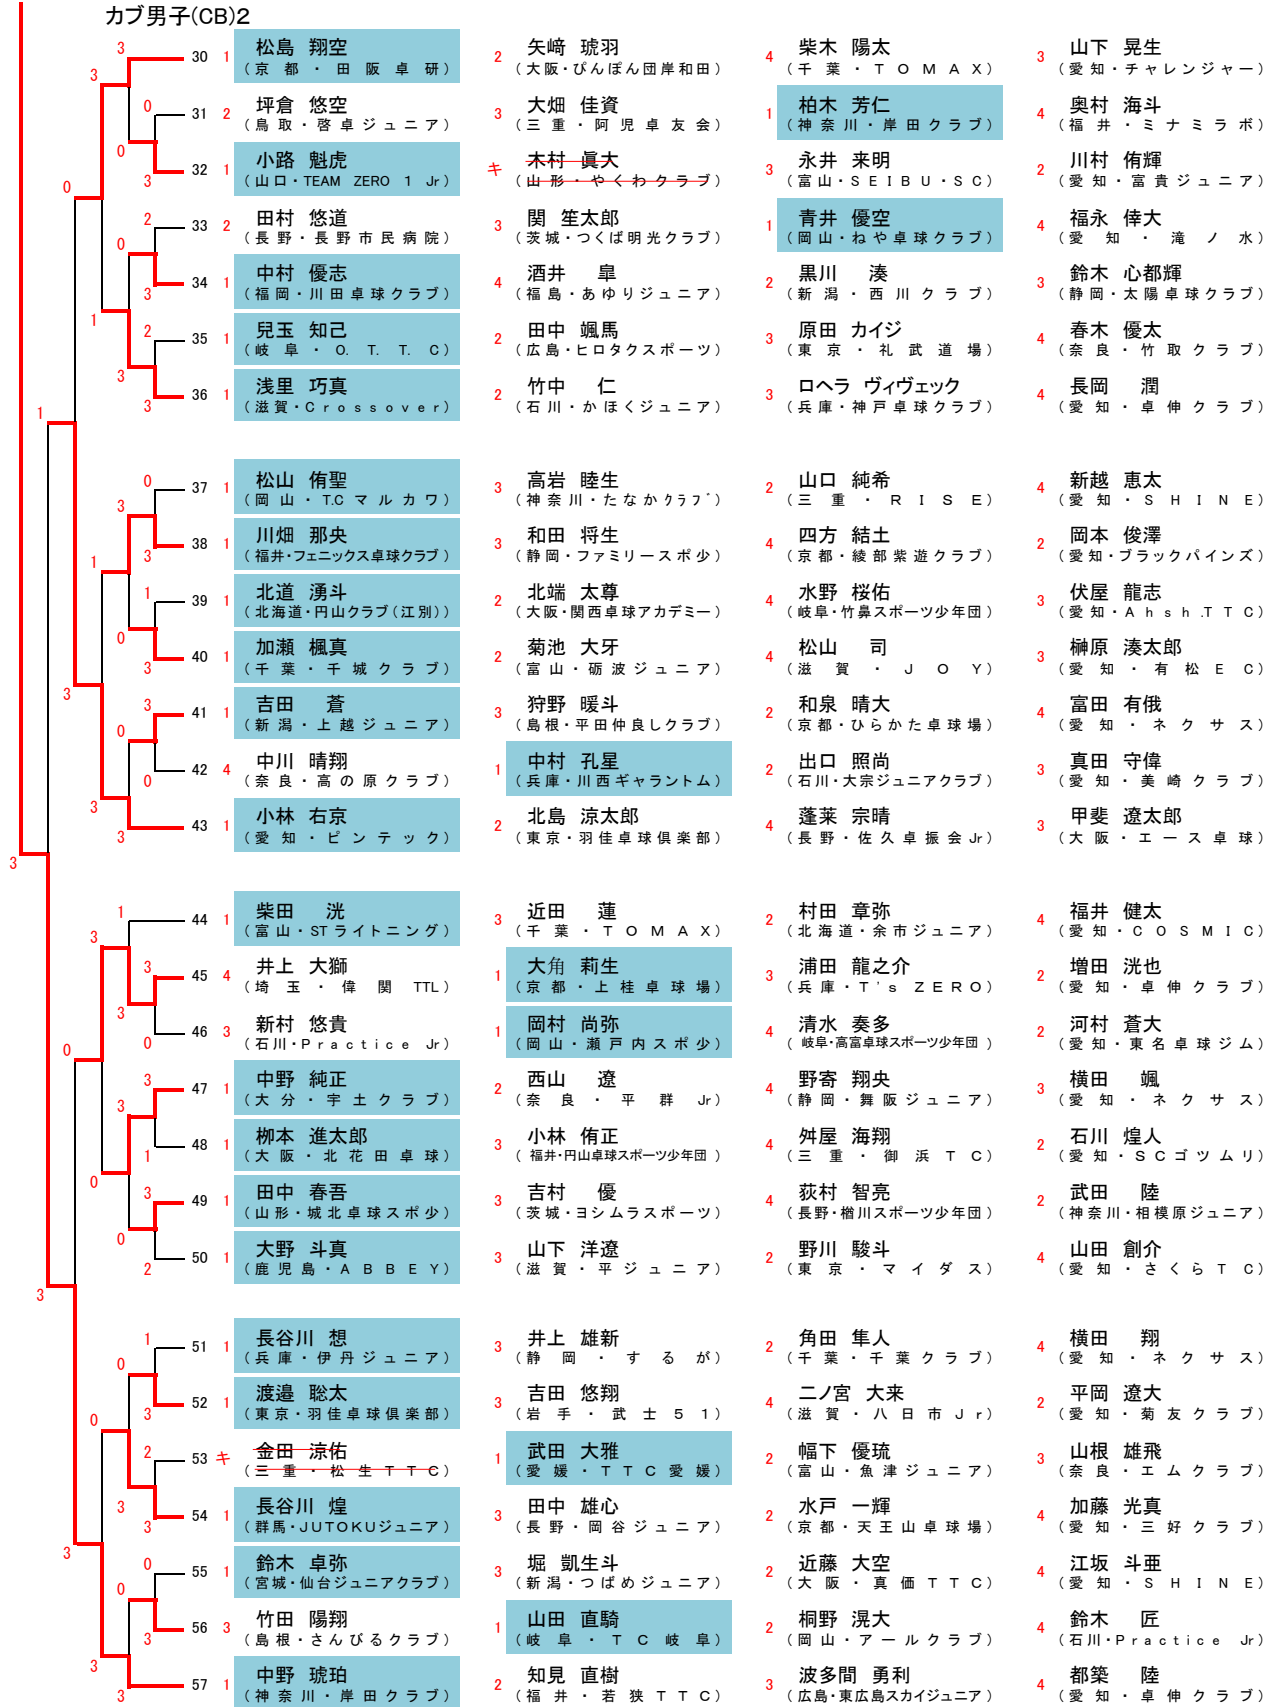 カブ男子(CB)2
30 1 松島 翔空 2 矢﨑 琥羽 4 柴木 陽太 3 山下 晃生
(京都・田阪卓研) (大阪・ぴんぽん団岸和田) (千葉・TOMAX) (愛知・チャレンジャー)
31 2 坪倉 悠空 3 大畑 佳資 1 柏木 芳仁 4 奥村 海斗
(鳥取・啓卓ジュニア) (三重・阿児卓友会) (神奈川・岸田クラブ) (福井・ミナミラボ)
32 1 小路 魁虎 キ 木村 眞大 3 永井 来明 2 川村 侑輝
(山口・TEAM ZERO 1 Jr) (山形・やくわクラブ) (富山・SEIBU・SC) (愛知・富貴ジュニア)
33 2 田村 悠道 3 関 笙太郎 1 青井 優空 4 福永 倖大
(長野・長野市民病院) (茨城・つくば明光クラブ) (岡山・ねや卓球クラブ) (愛知・滝ノ水)
34 1 中村 優志 4 酒井 皐 2 黒川 湊 3 鈴木 心都輝
(福岡・川田卓球クラブ) (福島・あゆりジュニア) (新潟・西川クラブ) (静岡・太陽卓球クラブ)
35 1 兒玉 知己 2 田中 颯馬 3 原田 カイジ 4 春木 優太
(岐阜・O.T.T.C) (広島・ヒロタクスポーツ) (東京・礼武道場) (奈良・竹取クラブ)
36 1 浅里 巧真 2 竹中 仁 3 ロヘラ ヴィヴェック 4 長岡 潤
(滋賀・Crossover) (石川・かほくジュニア) (兵庫・神戸卓球クラブ) (愛知・卓伸クラブ)
37 1 松山 侑聖 3 高岩 睦生 2 山口 純希 4 新越 恵太
(岡山・T.C マルカワ) (神奈川・たなかクラブ) (三重・RISE) (愛知・SHINE)
38 1 川畑 那央 3 和田 将生 4 四方 結士 2 岡本 俊澤
(福井・フェニックス卓球クラブ) (静岡・ファミリースポ少) (京都・綾部紫遊クラブ) (愛知・ブラックパインズ)
39 1 北道 湧斗 2 北端 太尊 4 水野 桜佑 3 伏屋 龍志
(北海道・円山クラブ(江別)) (大阪・関西卓球アカデミー) (岐阜・竹鼻スポーツ少年団) (愛知・Ahsh.TTC)
40 1 加瀬 楓真 2 菊池 大牙 4 松山 司 3 榊原 湊太郎
(千葉・千城クラブ) (富山・砺波ジュニア) (滋賀・JOY) (愛知・有松EC)
41 1 吉田 蒼 3 狩野 暖斗 2 和泉 晴大 4 富田 有俄
(新潟・上越ジュニア) (島根・平田仲良しクラブ) (京都・ひらかた卓球場) (愛知・ネクサス)
42 4 中川 晴翔 1 中村 孔星 2 出口 照尚 3 真田 守偉
(奈良・高の原クラブ) (兵庫・川西ギャラントム) (石川・大宗ジュニアクラブ) (愛知・美崎クラブ)
43 1 小林 右京 2 北島 涼太郎 4 蓬莱 宗晴 3 甲斐 遼太郎
(愛知・ピンテック) (東京・羽佳卓球倶楽部) (長野・佐久卓振会Jr) (大阪・エース卓球)
44 1 柴田 洸 3 近田 蓮 2 村田 章弥 4 福井 健太
(富山・STライトニング) (千葉・TOMAX) (北海道・余市ジュニア) (愛知・COSMIC)
45 4 井上 大獅 1 大角 莉生 3 浦田 龍之介 2 増田 洸也
(埼玉・偉関 TTL) (京都・上桂卓球場) (兵庫・T's ZERO) (愛知・卓伸クラブ)
46 3 新村 悠貴 1 岡村 尚弥 4 清水 奏多 2 河村 蒼大
(石川・Practice Jr) (岡山・瀬戸内スポ少) (岐阜・高富卓球スポーツ少年団) (愛知・東名卓球ジム)
47 1 中野 純正 2 西山 遼 4 野寄 翔央 3 横田 颯
(大分・宇土クラブ) (奈良・平群 Jr) (静岡・舞阪ジュニア) (愛知・ネクサス)
48 1 栁本 進太郎 3 小林 侑正 4 舛屋 海翔 2 石川 煌人
(大阪・北花田卓球) (福井・円山卓球スポーツ少年団) (三重・御浜TC) (愛知・SCゴツムリ)
49 1 田中 春吾 3 吉村 優 4 荻村 智亮 2 武田 陸
(山形・城北卓球スポ少) (茨城・ヨシムラスポーツ) (長野・楢川スポーツ少年団) (神奈川・相模原ジュニア)
50 1 大野 斗真 3 山下 洋遼 2 野川 駿斗 4 山田 創介
(鹿児島・ABBEY) (滋賀・平ジュニア) (東京・マイダス) (愛知・さくらTC)
51 1 長谷川 想 3 井上 雄新 2 角田 隼人 4 横田 翔
(兵庫・伊丹ジュニア) (静岡・するが) (千葉・千葉クラブ) (愛知・ネクサス)
52 1 渡邉 聡太 3 吉田 悠翔 4 二ノ宮 大来 2 平岡 遼大
(東京・羽佳卓球倶楽部) (岩手・武士51) (滋賀・八日市Jr) (愛知・菊友クラブ)
53 キ 金田 涼佑 1 武田 大雅 2 幅下 優琉 3 山根 雄飛
(三重・松生TTC) (愛媛・TTC愛媛) (富山・魚津ジュニア) (奈良・エムクラブ)
54 1 長谷川 煌 3 田中 雄心 2 水戸 一輝 4 加藤 光真
(群馬・JUTOKUジュニア) (長野・岡谷ジュニア) (京都・天王山卓球場) (愛知・三好クラブ)
55 1 鈴木 卓弥 3 堀 凱生斗 2 近藤 大空 4 江坂 斗亜
(宮城・仙台ジュニアクラブ) (新潟・つばめジュニア) (大阪・真価TTC) (愛知・SHINE)
56 3 竹田 陽翔 1 山田 直騎 2 桐野 滉大 4 鈴木 匠
(島根・さんびるクラブ) (岐阜・TC岐阜) (岡山・アールクラブ) (石川・Practice Jr)
57 1 中野 琥珀 2 知見 直樹 3 波多間 勇利 4 都築 陸
(神奈川・岸田クラブ) (福井・若狭TTC) (広島・東広島スカイジュニア) (愛知・卓伸クラブ)